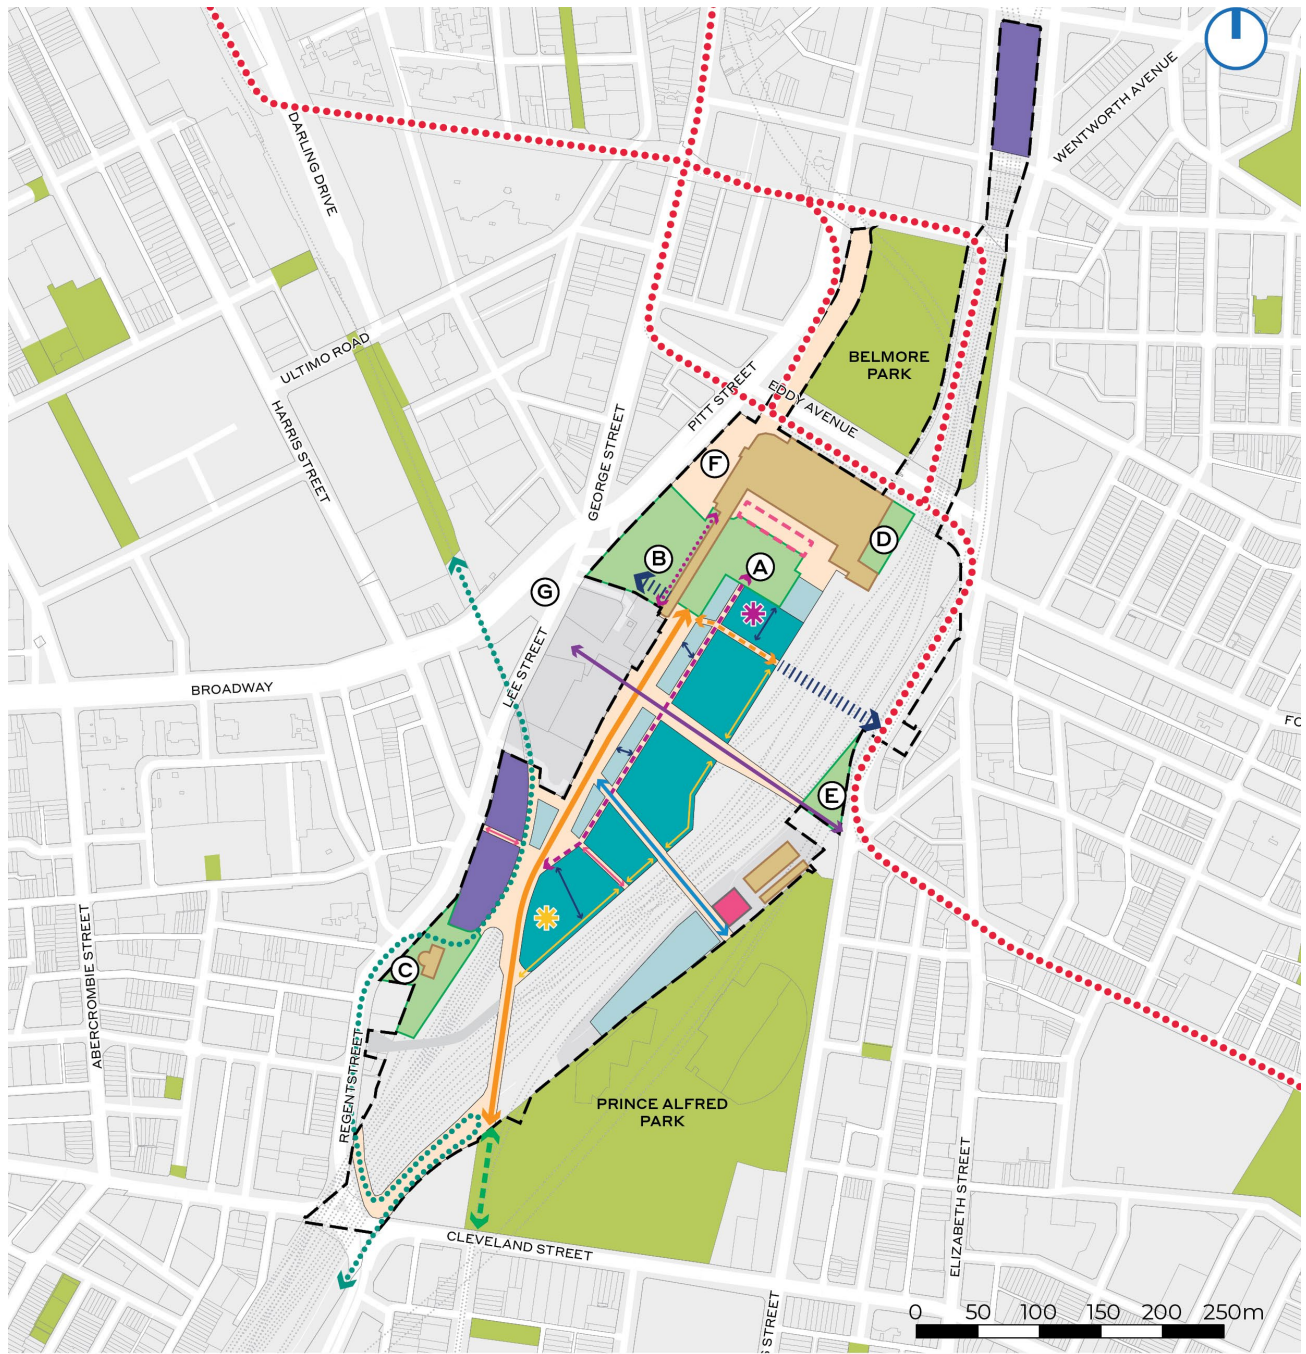 WENTWORTH AVENUE
DARLING DRIVE
BELMORE
PARK
ULTIMO ROAD
EDDY AVENUE
PITT STREET
HARRIS STREET
GEORGE STREET
F
D
B
A
G
LEE STREET
BROADWAY
FO
E
C
ABERCROMBIE STREET
REGENT STREET
PRINCE ALFRED
PARK
ELIZABETH STREET
CLEVELAND STREET
S STREET
0 50 100 150 200 250m